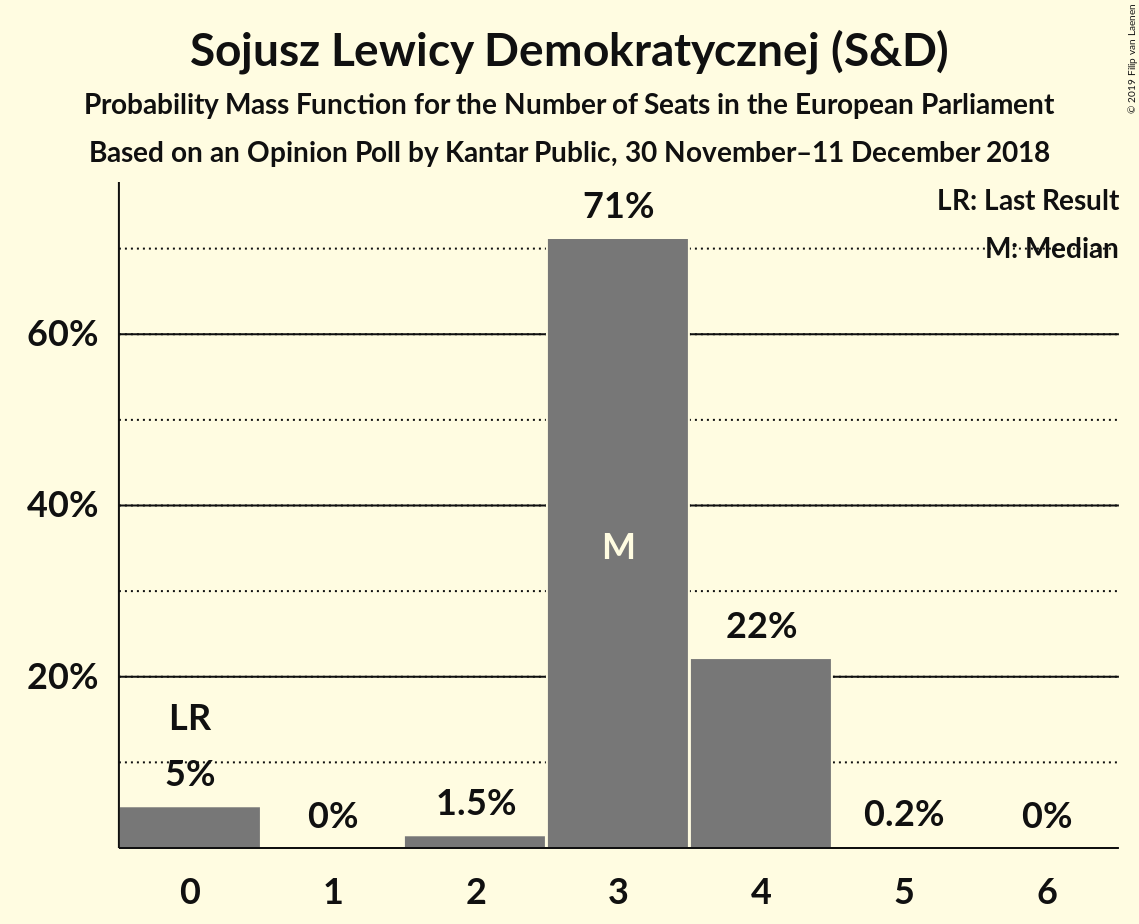 Sojusz Lewicy Demokratycznej (S&D)
Probability Mass Function for the Number of Seats in the European Parliament
Based on an Opinion Poll by Kantar Public, 30 November–11 December 2018
© 2019 Filip van Laenen
LR: Last Result
M: Median
71%
60%
40%
M
22%
20%
LR
5%
0%
1.5%
0.2%
0%
0 1 2 3 4 5 6